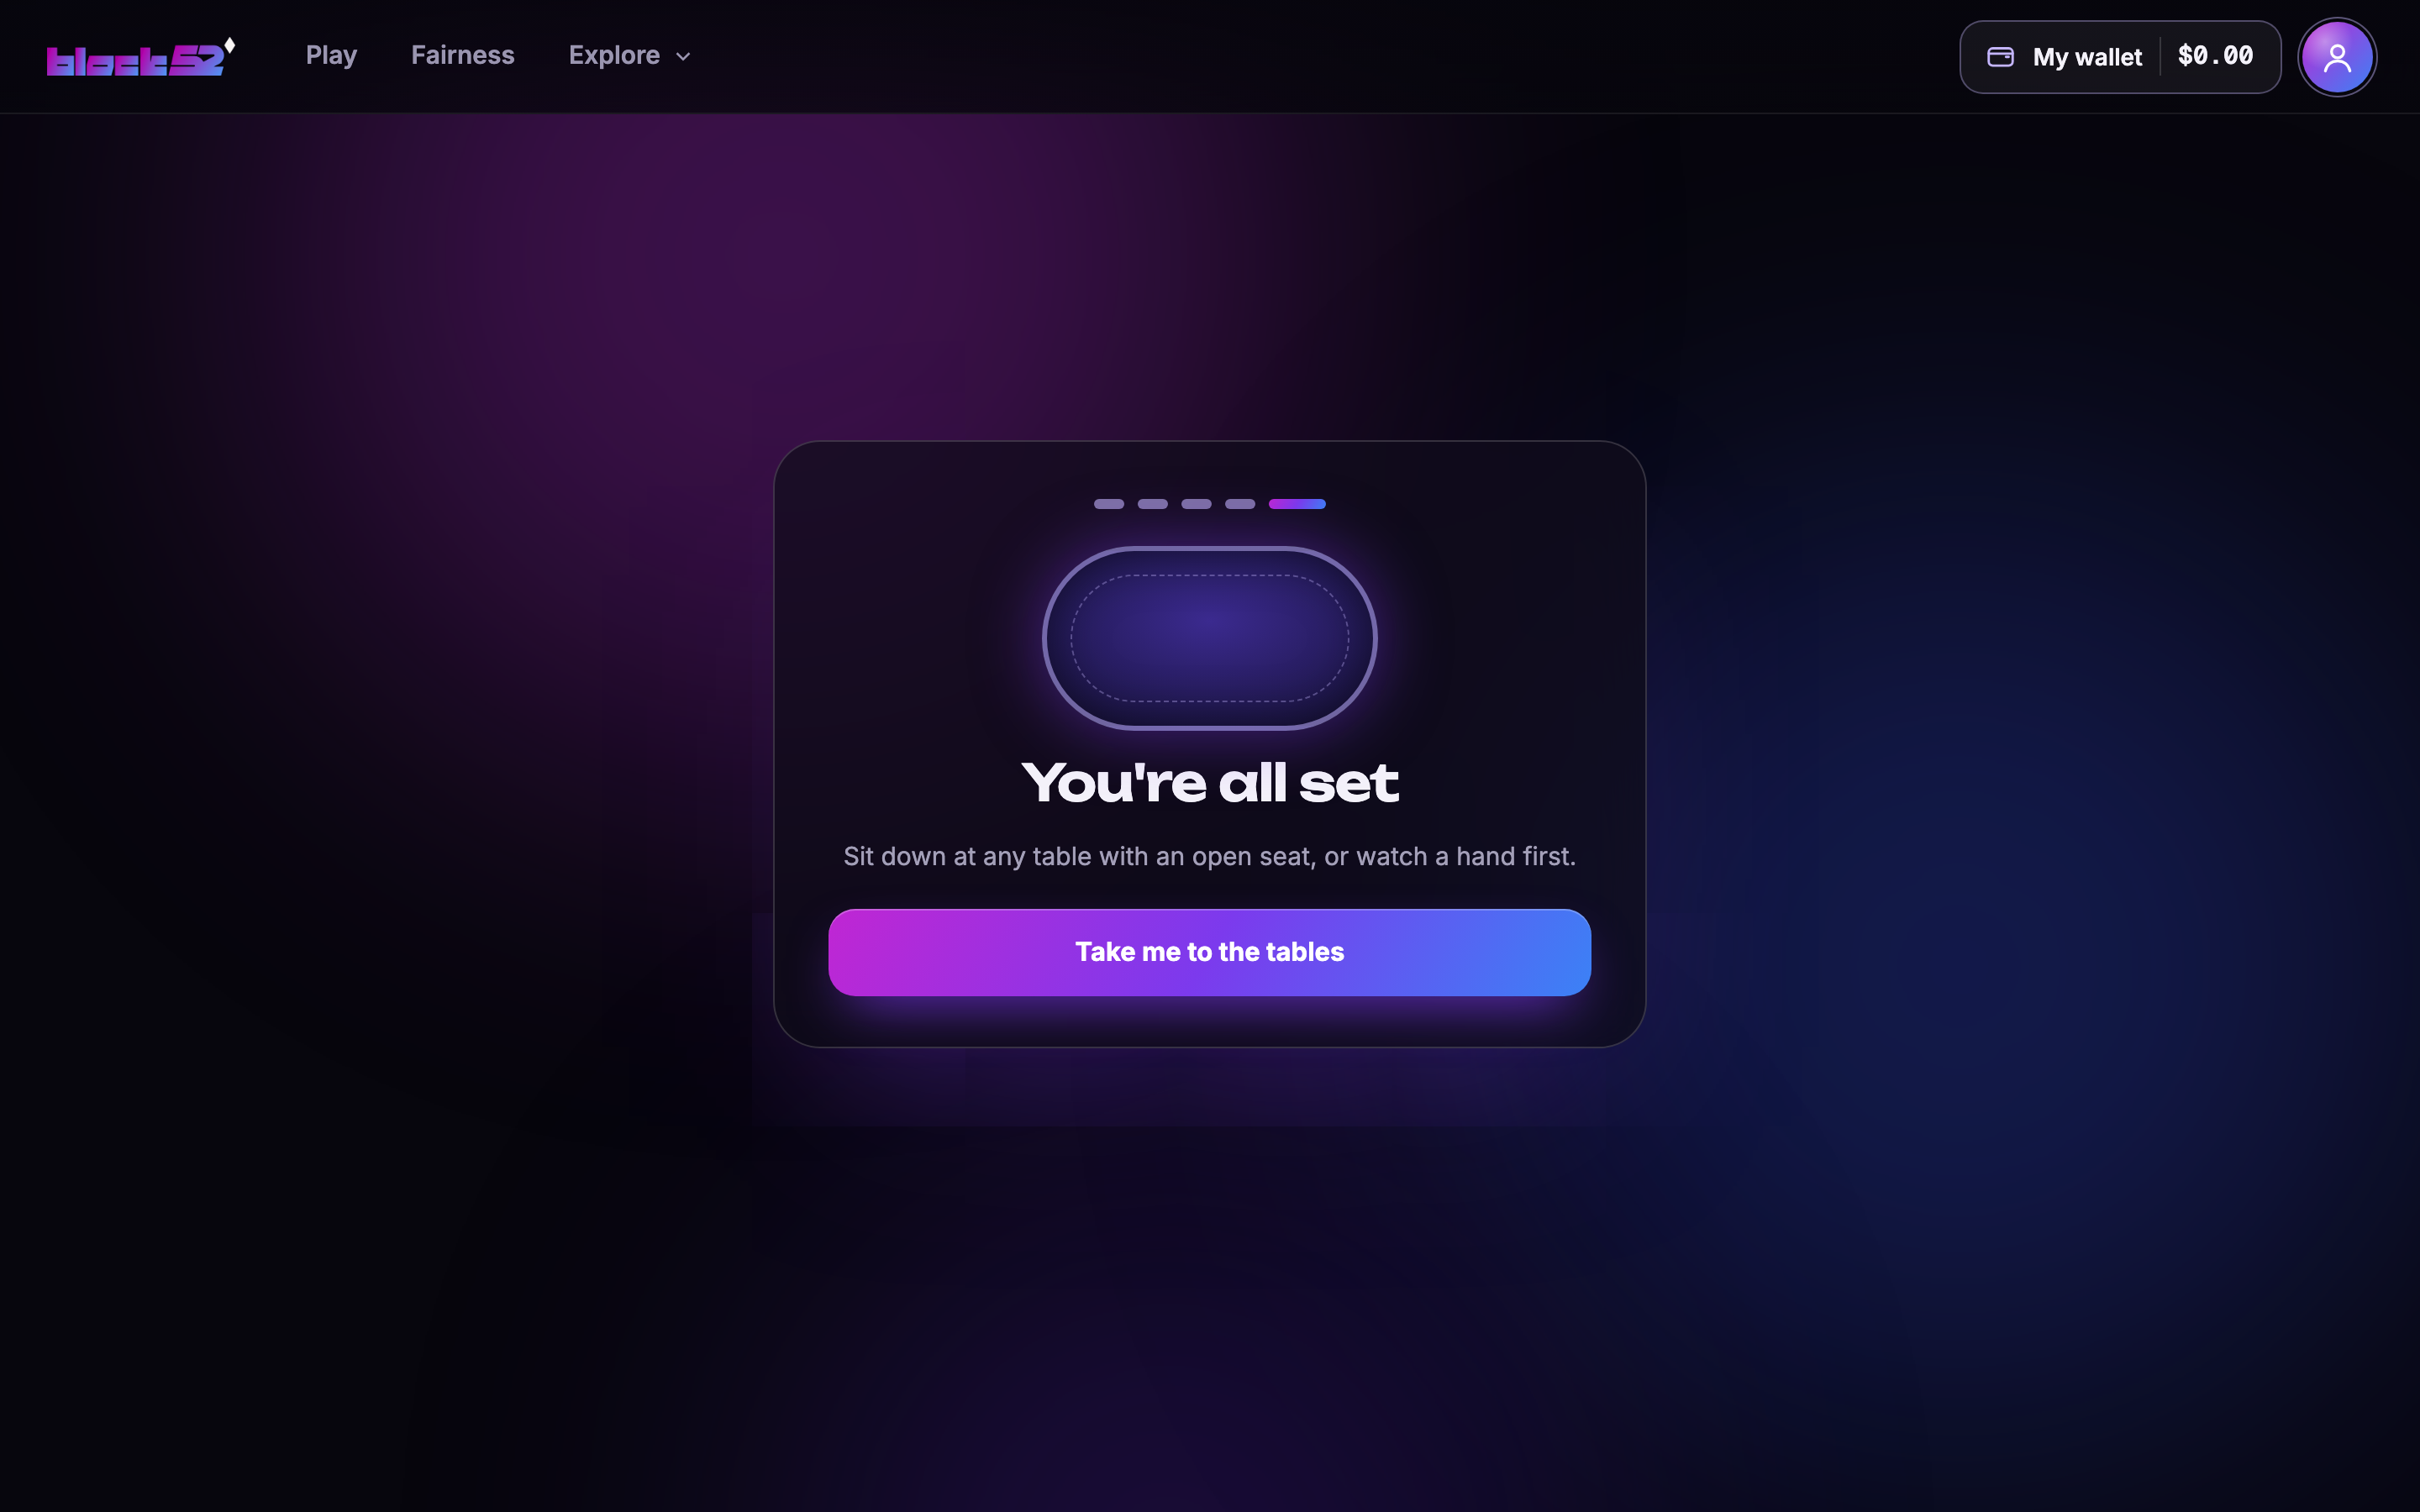 block52
Play
Fairness
Explore
My wallet
$0.00
You're all set
Sit down at any table with an open seat, or watch a hand first.
Take me to the tables